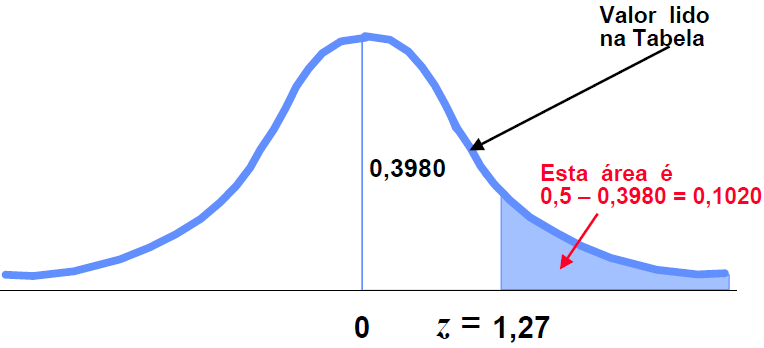 Valor lido
na Tabela
0,3980
Esta área é
0,5 – 0,3980 = 0,1020
0
z = 1,27